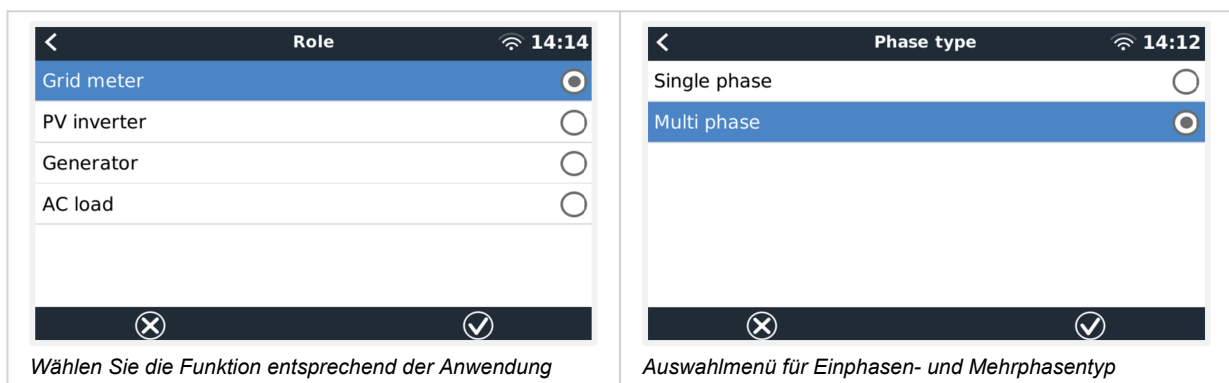 Role 14:14
Grid meter
PV inverter
Generator
AC load
Wählen Sie die Funktion entsprechend der Anwendung
Phase type 14:12
Single phase
Multi phase
Auswahlmenü für Einphasen- und Mehrphasentyp